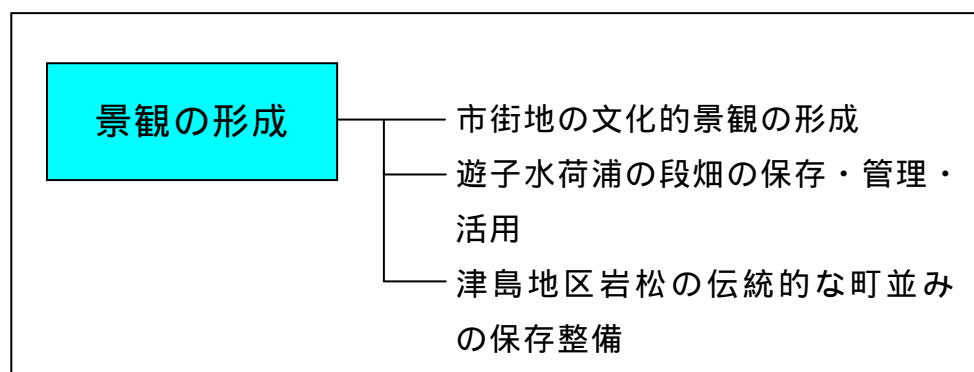 景観の形成
市街地の文化的景観の形成
遊子水荷浦の段畑の保存・管理・
活用
津島地区岩松の伝統的な町並み
の保存整備